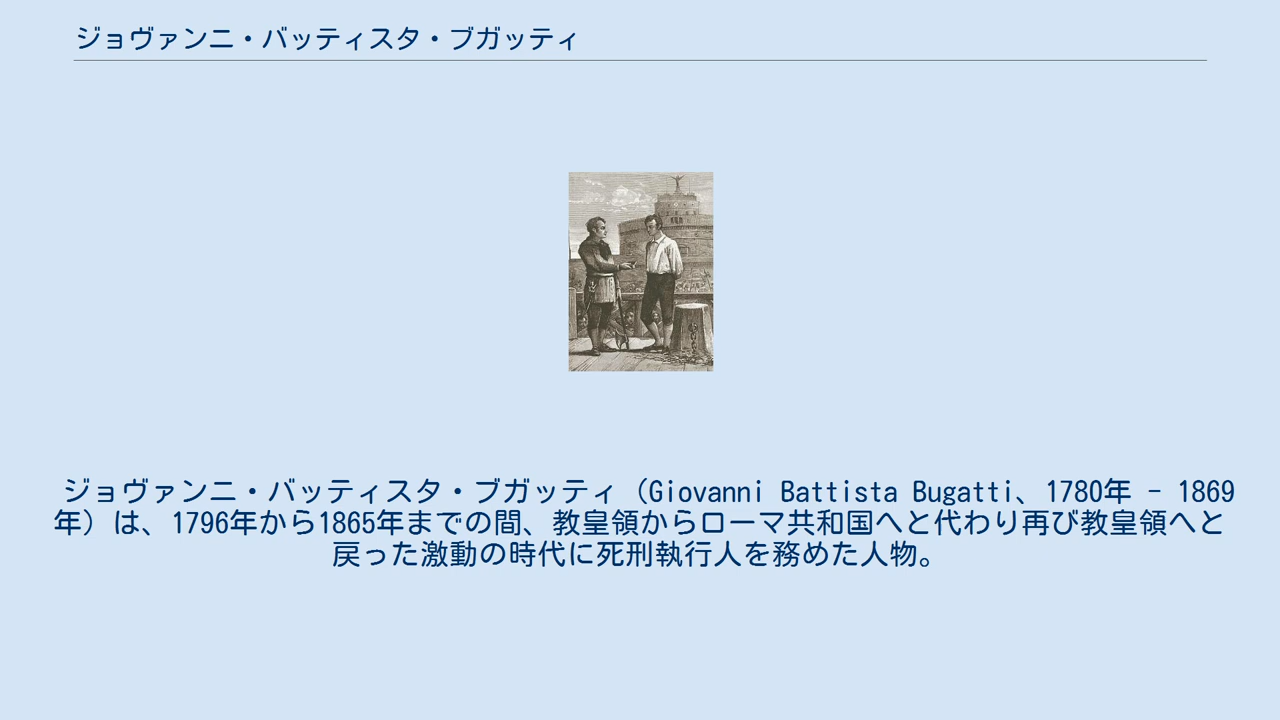 ジョヴァンニ・バッティスタ・ブガッティ
ジョヴァンニ・バッティスタ・ブガッティ（Giovanni Battista Bugatti、1780年 - 1869
年）は、1796年から1865年までの間、教皇領からローマ共和国へと代わり再び教皇領へと
戻った激動の時代に死刑執行人を務めた人物。